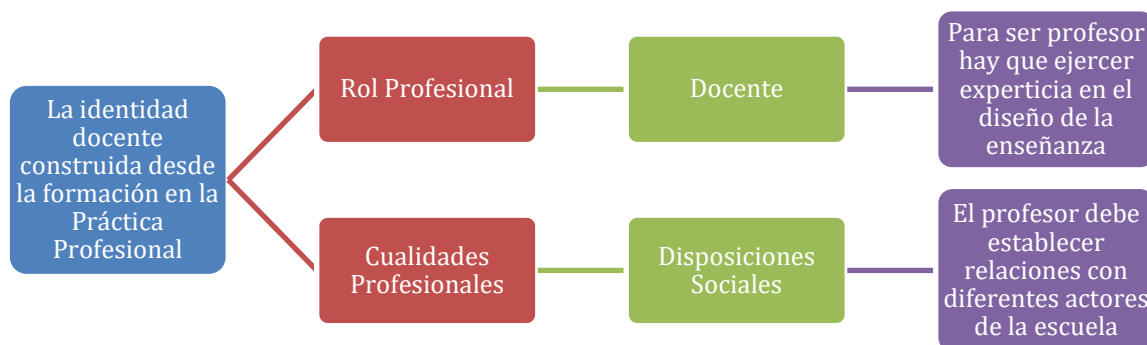 La identidad
docente
construida desde
la formación en la
Práctica
Profesional
Rol Profesional
Docente
Para ser profesor
hay que ejercer
experticia en el
diseño de la
enseñanza
Cualidades
Profesionales
Disposiciones
Sociales
El profesor debe
establecer
relaciones con
diferentes actores
de la escuela